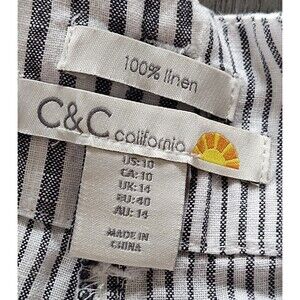 100% linen
C&C california
US: 10
CA: 10
UK: 14
EU: 40
AU: 14
MADE IN
CHINA